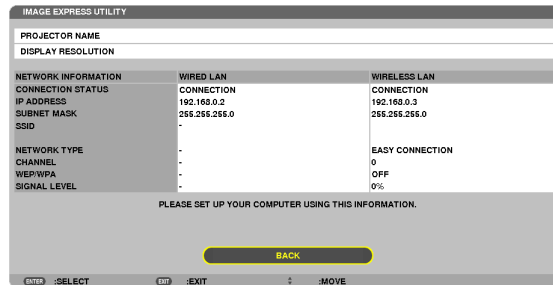 IMAGE EXPRESS UTILITY
PROJECTOR NAME
DISPLAY RESOLUTION
NETWORK INFORMATION WIRED LAN WIRELESS LAN
CONNECTION STATUS CONNECTION CONNECTION
IP ADDRESS 192.168.0.2 192.168.0.3
SUBNET MASK 255.255.255.0 255.255.255.0
SSID -
NETWORK TYPE - EASY CONNECTION
CHANNEL - 0
WEP/WPA - OFF
SIGNAL LEVEL - 0%
PLEASE SET UP YOUR COMPUTER USING THIS INFORMATION.
BACK
ENTER :SELECT EXIT :EXIT :MOVE